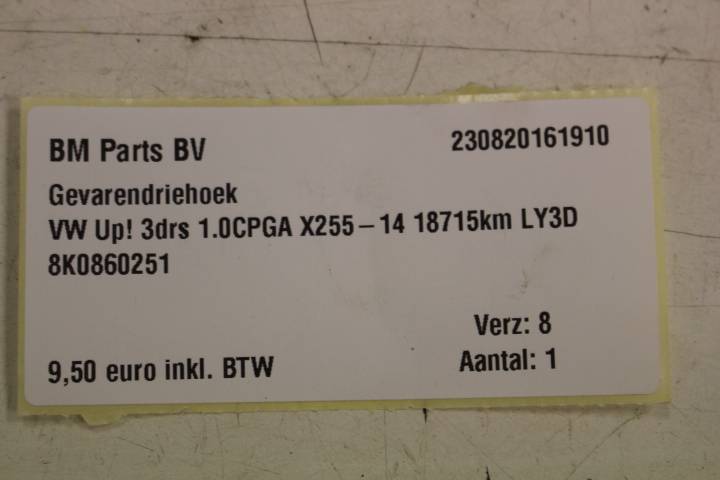 BM Parts BV 230820161910
Gevarendriehoek
VW Up! 3drs 1.0CPGA X255-14 18715km LY3D
8K0860251
Verz: 8
9,50 euro inkl. BTW Aantal: 1